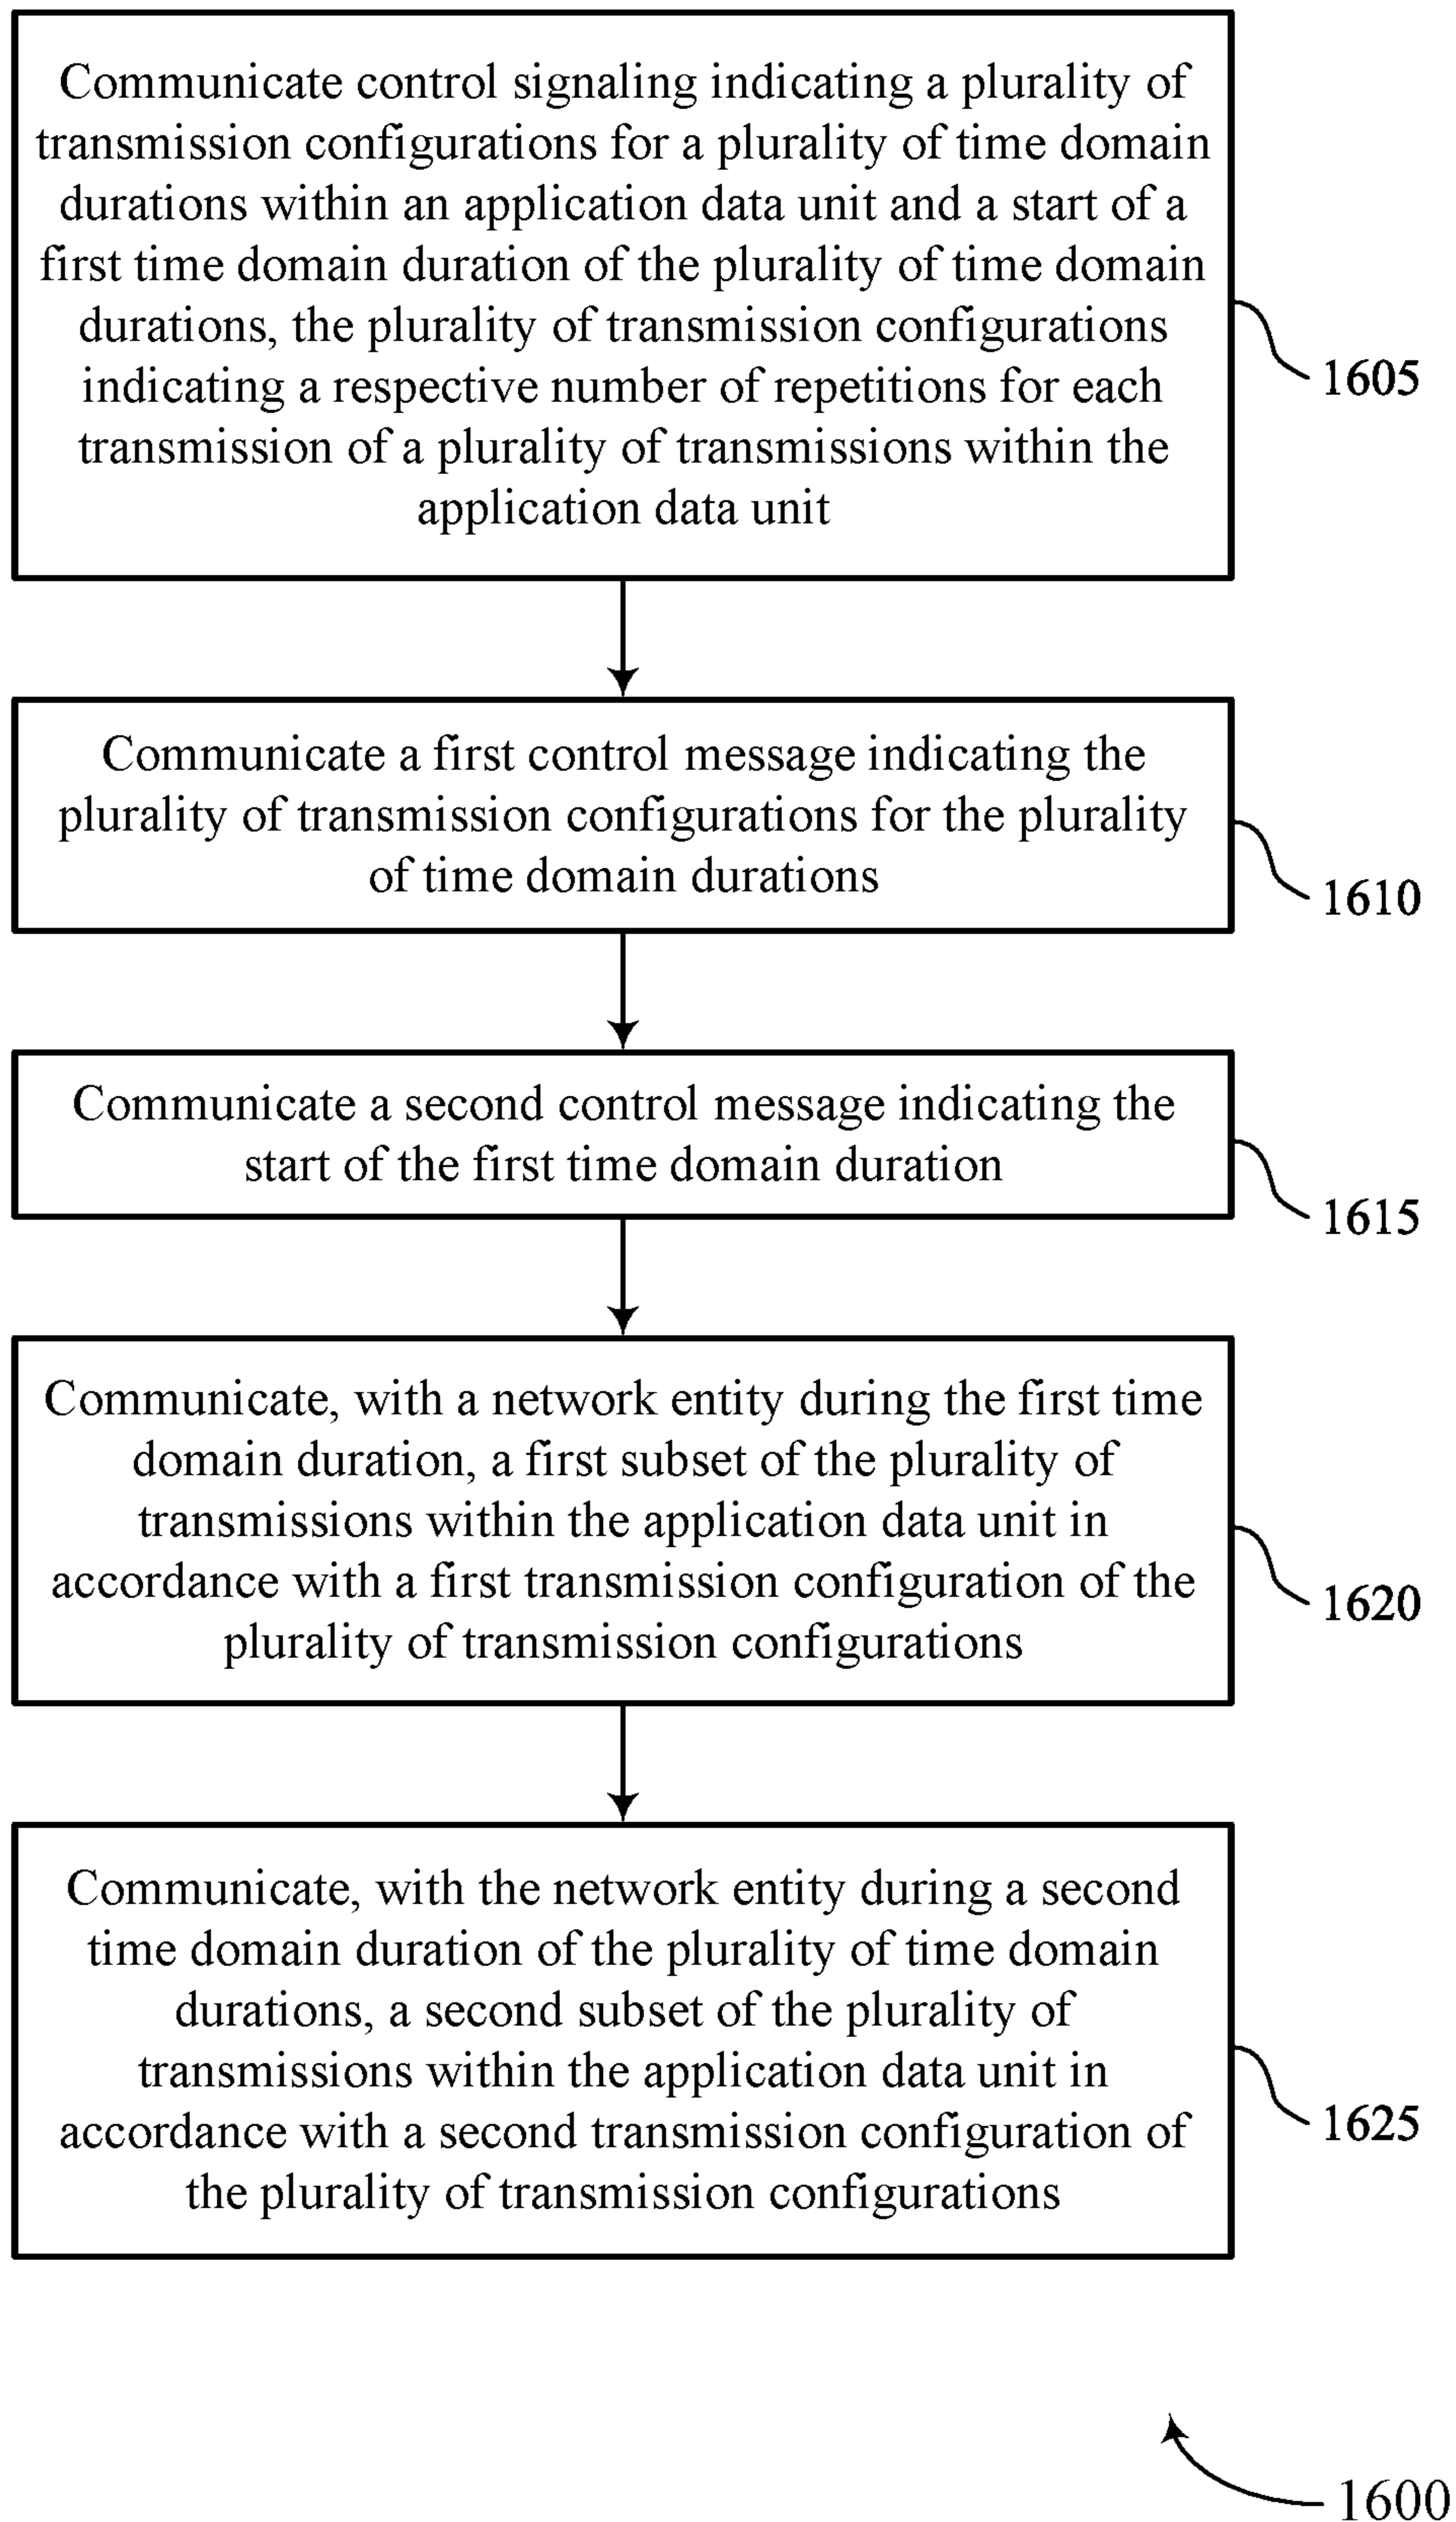 Communicate control signaling indicating a plurality of
transmission configurations for a plurality of time domain
durations within an application data unit and a start of a
first time domain duration of the plurality of time domain
durations, the plurality of transmission configurations
indicating a respective number of repetitions for each
transmission of a plurality of transmissions within the
application data unit
1605
Communicate a first control message indicating the
plurality of transmission configurations for the plurality
of time domain durations
1610
Communicate a second control message indicating the
start of the first time domain duration
1615
Communicate, with a network entity during the first time
domain duration, a first subset of the plurality of
transmissions within the application data unit in
accordance with a first transmission configuration of the
plurality of transmission configurations
1620
Communicate, with the network entity during a second
time domain duration of the plurality of time domain
durations, a second subset of the plurality of
transmissions within the application data unit in
accordance with a second transmission configuration of
the plurality of transmission configurations
1625
1600